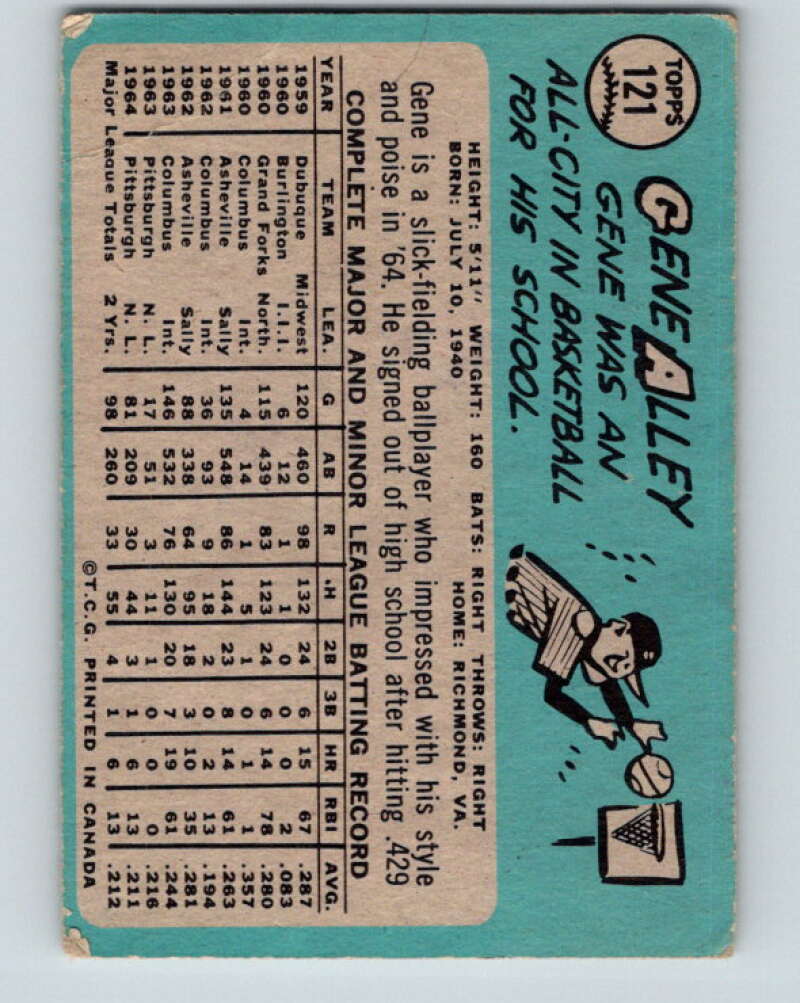 TOPPS
121
GENE ALLEY
GENE WAS AN
ALL-CITY IN BASKETBALL
FOR HIS SCHOOL.
HEIGHT: 5'11" WEIGHT: 160 BATS: RIGHT THROWS: RIGHT
BORN: JULY 10, 1940 HOME: RICHMOND, VA.
Gene is a slick-fielding ballplayer who impressed with his style
and poise in '64. He signed out of high school after hitting .429
COMPLETE MAJOR AND MINOR LEAGUE BATTING RECORD
YEAR TEAM LEA. G AB R H 2B 3B HR RBI AVG.
1959 Dubuque Midwest 120 460 98 132 24 6 15 67 .287
1960 Burlington I.I.I. 6 12 1 1 0 0 0 2 .083
1960 Grand Forks North. 115 439 83 123 24 6 14 78 .280
1960 Columbus Int. 4 14 1 5 1 0 1 1 .357
1961 Asheville Sally 135 548 86 144 23 8 14 61 .263
1962 Columbus Int. 36 93 9 18 2 0 2 13 .194
1962 Asheville Sally 88 338 64 95 18 3 10 35 .281
1963 Columbus Int. 146 532 76 130 20 7 19 61 .244
1963 Pittsburgh N. L. 17 51 3 11 1 0 0 0 .216
1964 Pittsburgh N. L. 81 209 30 44 3 1 6 13 .211
Major League Totals 2 Yrs. 98 260 33 55 4 1 6 13 .212
©T.C.G. PRINTED IN CANADA